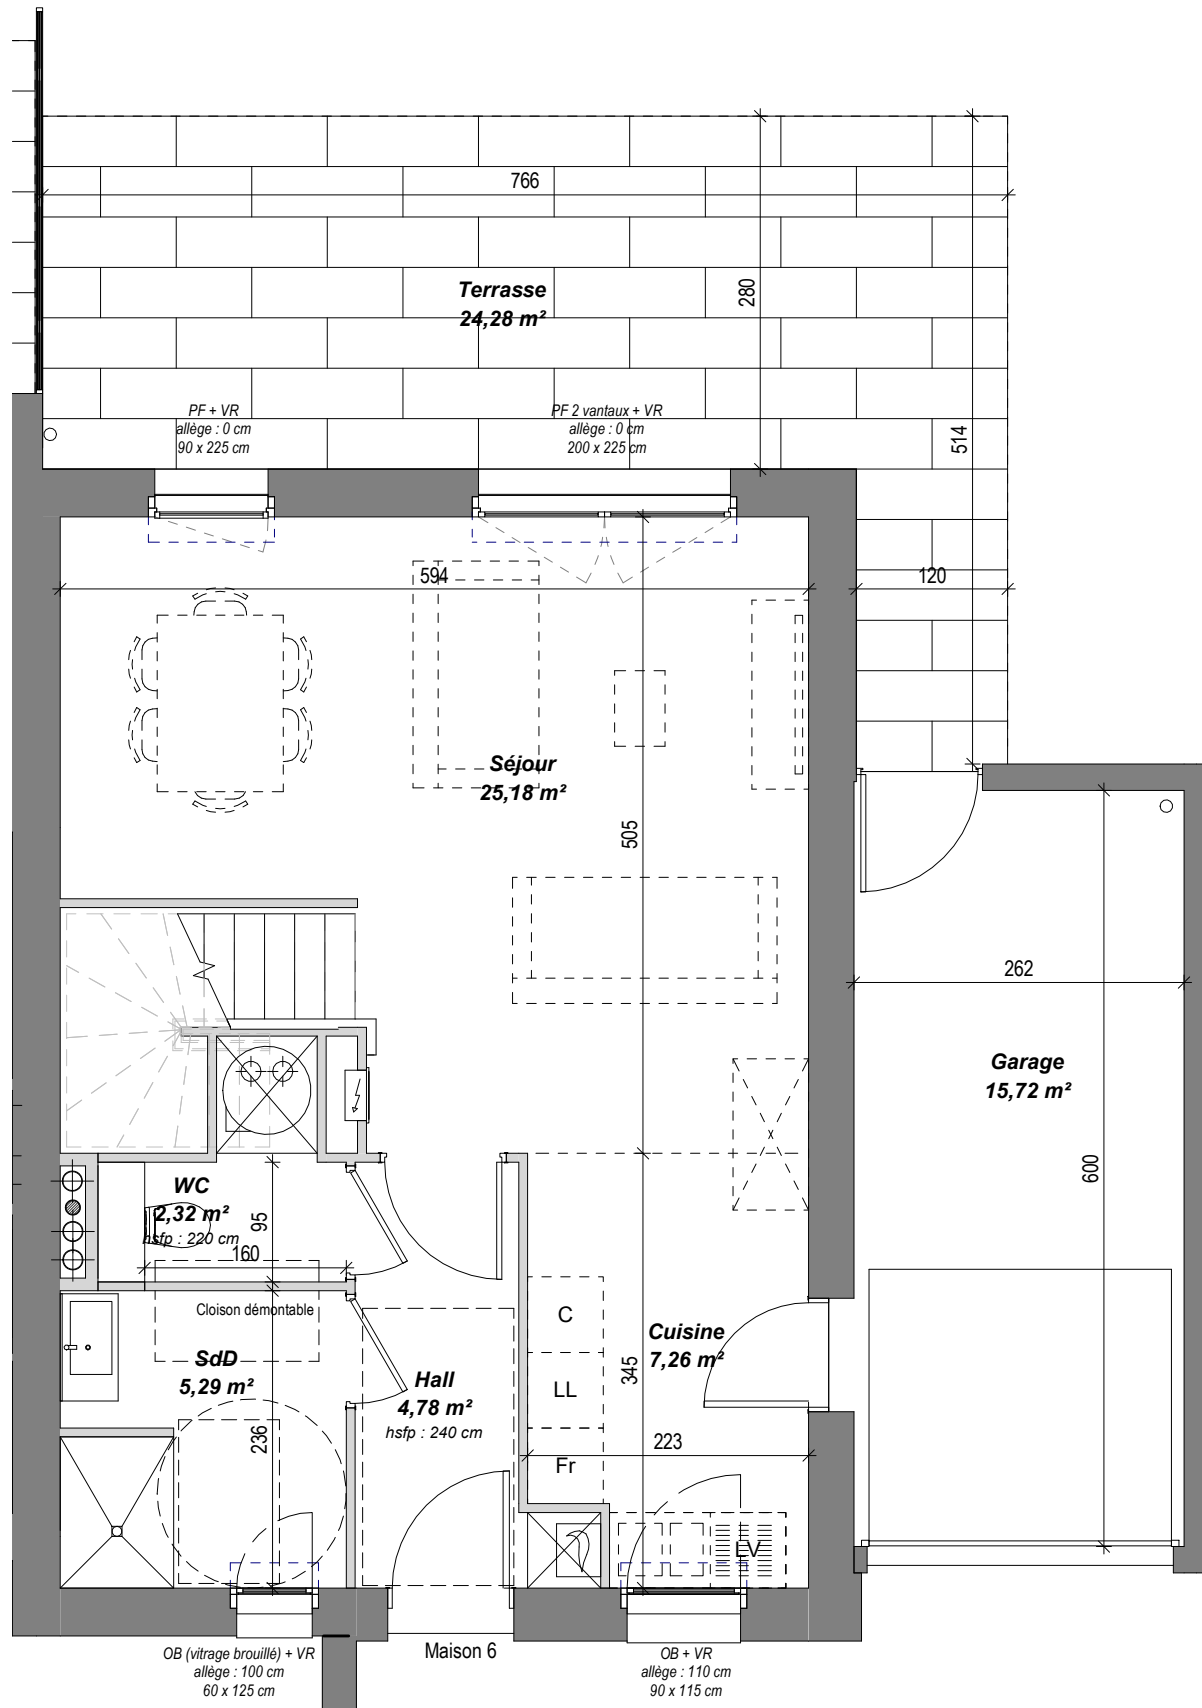 766
Terrasse
24,28 m²
280
514
PF + VR
allège : 0 cm
90 x 225 cm
PF 2 vantaux + VR
allège : 0 cm
200 x 225 cm
594
120
Séjour
25,18 m²
505
262
Garage
15,72 m²
600
WC
2,32 m²
hsfp : 220 cm
95
160
Cloison démontable
SdD
5,29 m²
236
Hall
4,78 m²
hsfp : 240 cm
C
LL
Fr
Cuisine
7,26 m²
345
223
LV
OB (vitrage brouillé) + VR
allège : 100 cm
60 x 125 cm
Maison 6
OB + VR
allège : 110 cm
90 x 115 cm